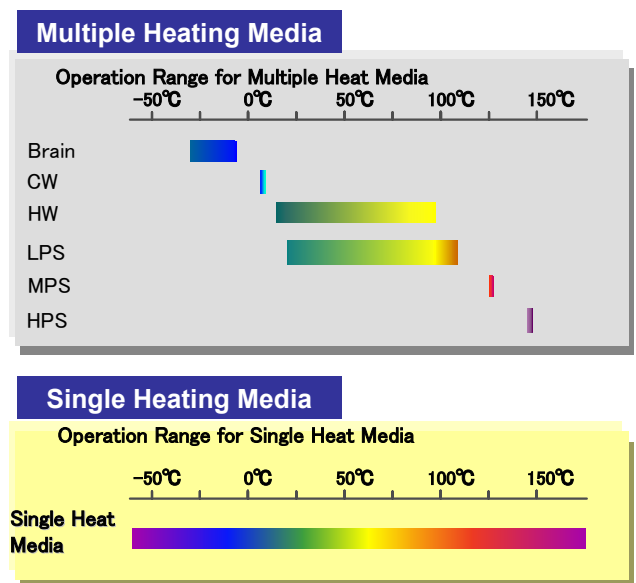 Multiple Heating Media
Operation Range for Multiple Heat Media
-50℃ 0℃ 50℃ 100℃ 150℃
Brain
CW
HW
LPS
MPS
HPS
Single Heating Media
Operation Range for Single Heat Media
-50℃ 0℃ 50℃ 100℃ 150℃
Single Heat
Media